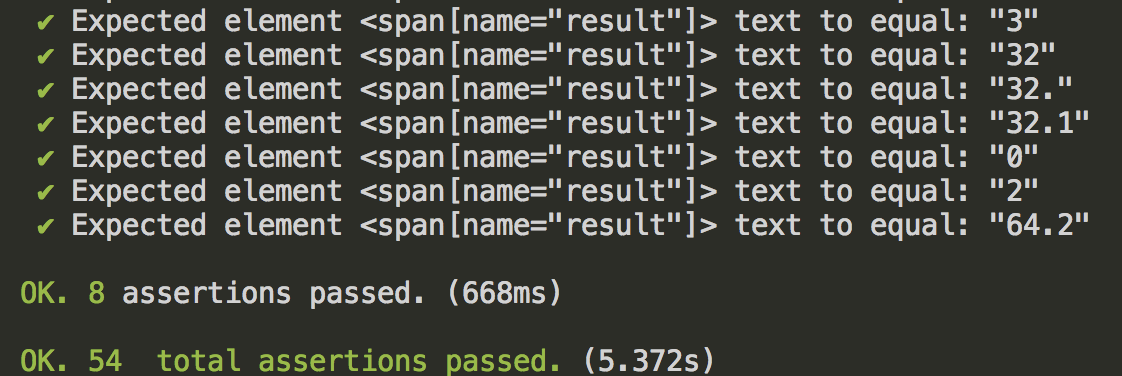 ✔ Expected element <span[name="result"]> text to equal: "3"
✔ Expected element <span[name="result"]> text to equal: "32"
✔ Expected element <span[name="result"]> text to equal: "32."
✔ Expected element <span[name="result"]> text to equal: "32.1"
✔ Expected element <span[name="result"]> text to equal: "0"
✔ Expected element <span[name="result"]> text to equal: "2"
✔ Expected element <span[name="result"]> text to equal: "64.2"
OK. 8 assertions passed. (668ms)
OK. 54  total assertions passed. (5.372s)